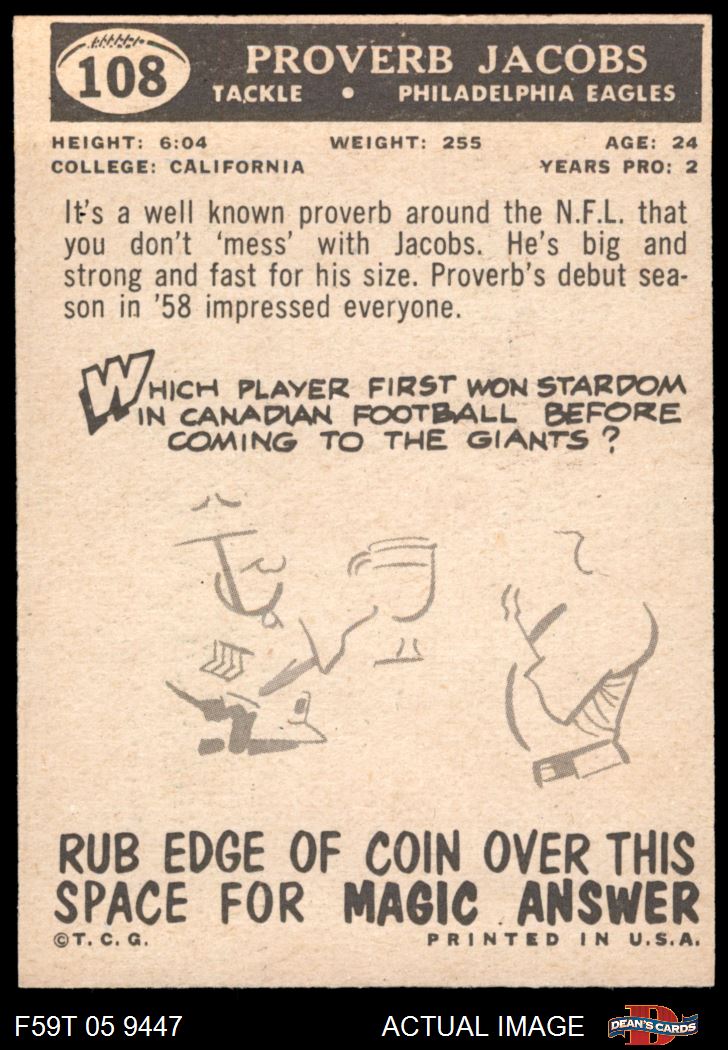 108
PROVERB JACOBS
TACKLE • PHILADELPHIA EAGLES
HEIGHT: 6:04 WEIGHT: 255 AGE: 24
COLLEGE: CALIFORNIA YEARS PRO: 2
It's a well known proverb around the N.F.L. that
you don't 'mess' with Jacobs. He's big and
strong and fast for his size. Proverb's debut sea-
son in '58 impressed everyone.
WHICH PLAYER FIRST WON STARDOM
IN CANADIAN FOOTBALL BEFORE
COMING TO THE GIANTS?
RUB EDGE OF COIN OVER THIS
SPACE FOR MAGIC ANSWER
©T.C.G. PRINTED IN U.S.A.
F59T 05 9447 ACTUAL IMAGE DEAN'S CARDS